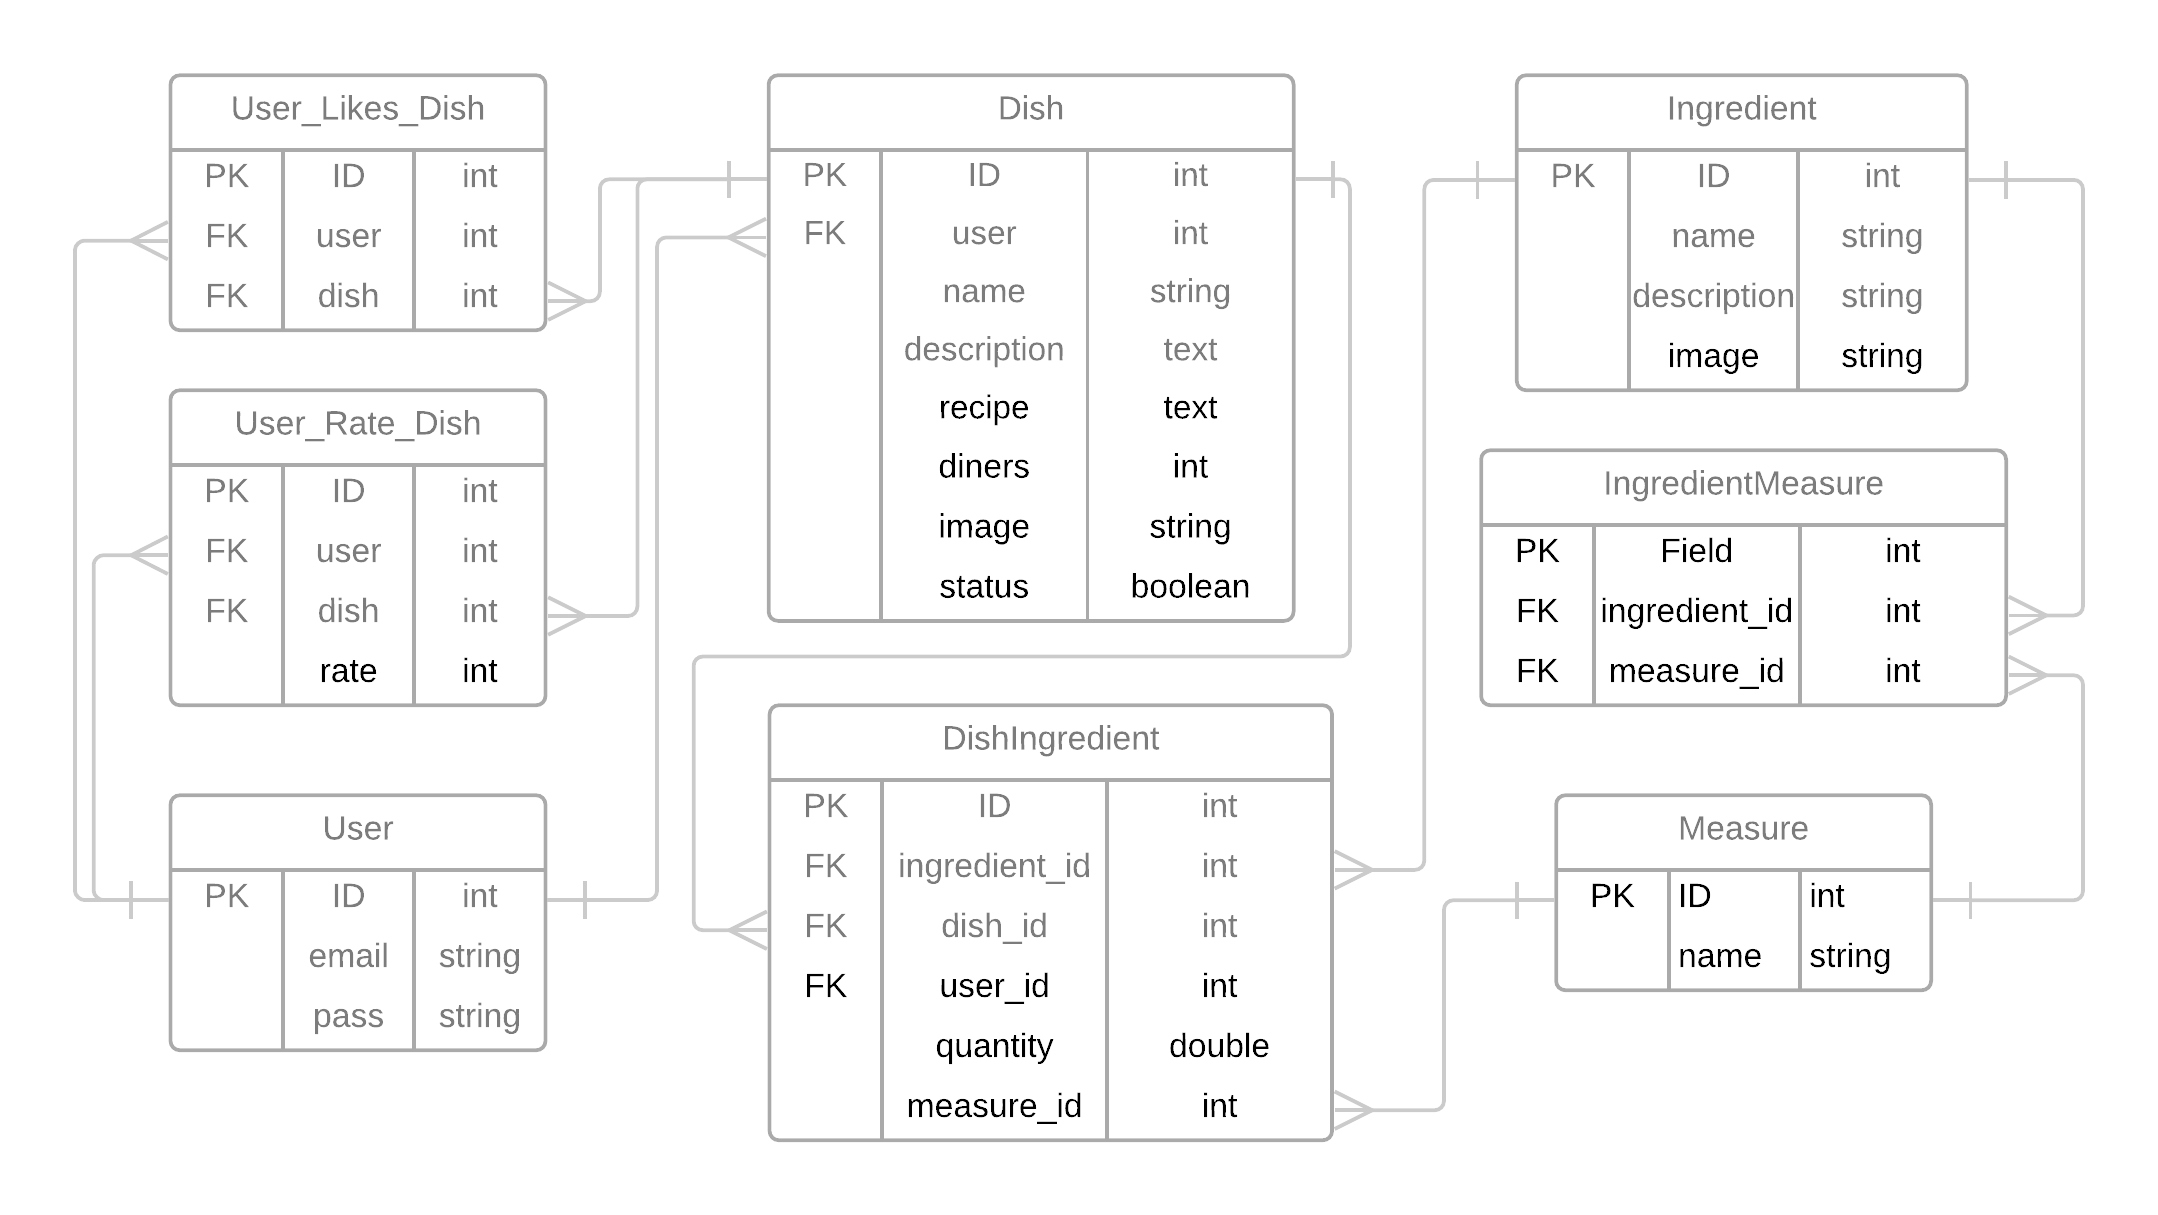 User_Likes_Dish
PK ID int
FK user int
FK dish int
User_Rate_Dish
PK ID int
FK user int
FK dish int
rate int
User
PK ID int
email string
pass string
Dish
PK ID int
FK user int
name string
description text
recipe text
diners int
image string
status boolean
DishIngredient
PK ID int
FK ingredient_id int
FK dish_id int
FK user_id int
quantity double
measure_id int
Ingredient
PK ID int
name string
description string
image string
IngredientMeasure
PK Field int
FK ingredient_id int
FK measure_id int
Measure
PK ID int
name string